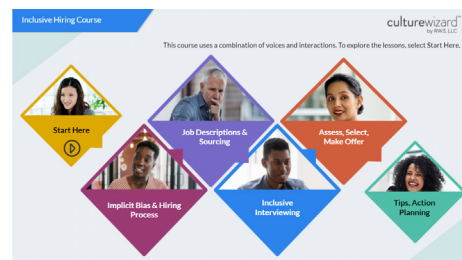 Inclusive Hiring Course
culturewizard™
by RW3, LLC
This course uses a combination of voices and interactions. To explore the lessons, select Start Here.
Start Here
Job Descriptions &
Sourcing
Assess, Select,
Make Offer
Implicit Bias & Hiring
Process
Inclusive
Interviewing
Tips, Action
Planning